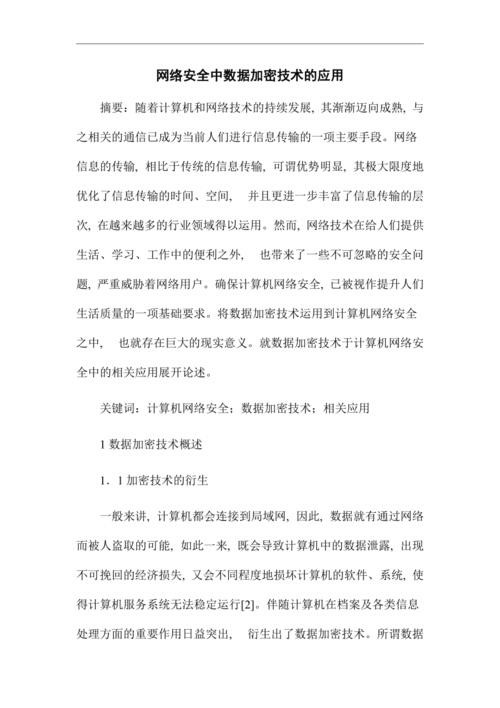 网络安全中数据加密技术的应用
摘要：随着计算机和网络技术的持续发展，其渐渐迈向成熟，与
之相关的通信已成为当前人们进行信息传输的一项主要手段。网络
信息的传输，相比于传统的信息传输，可谓优势明显，其极大限度地
优化了信息传输的时间、空间， 并且更进一步丰富了信息传输的层
次，在越来越多的行业领域得以运用。然而，网络技术在给人们提供
生活、学习、工作中的便利之外， 也带来了一些不可忽略的安全问
题，严重威胁着网络用户。确保计算机网络安全，已被视作提升人们
生活质量的一项基础要求。将数据加密技术运用到计算机网络安全
之中， 也就存在巨大的现实意义。就数据加密技术于计算机网络安
全中的相关应用展开论述。
关键词：计算机网络安全；数据加密技术；相关应用
1 数据加密技术概述
1．1 加密技术的衍生
一般来讲，计算机都会连接到局域网，因此，数据就有通过网络
而被人盗取的可能，如此一来，既会导致计算机中的数据泄露，出现
不可挽回的经济损失，又会不同程度地损坏计算机的软件、系统，使
得计算机服务系统无法稳定运行[2]。伴随计算机在档案及各类信息
处理方面的重要作用日益突出， 衍生出了数据加密技术。所谓数据